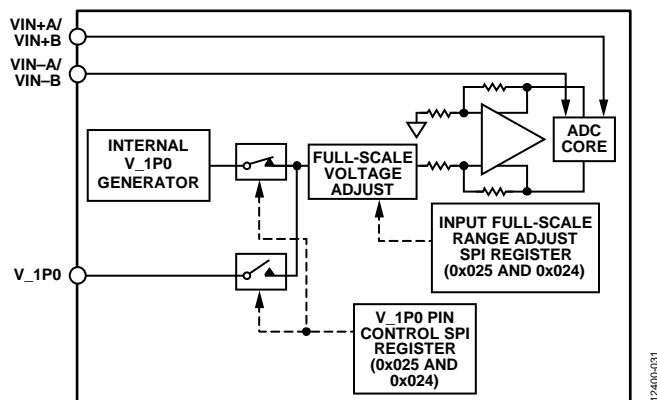 VIN+A/
VIN+B
VIN–A/
VIN–B
INTERNAL
V_1P0
GENERATOR
FULL-SCALE
VOLTAGE
ADJUST
ADC
CORE
INPUT FULL-SCALE
RANGE ADJUST
SPI REGISTER
(0x025 AND 0x024)
V_1P0
V_1P0 PIN
CONTROL SPI
REGISTER
(0x025 AND
0x024)
12400-031